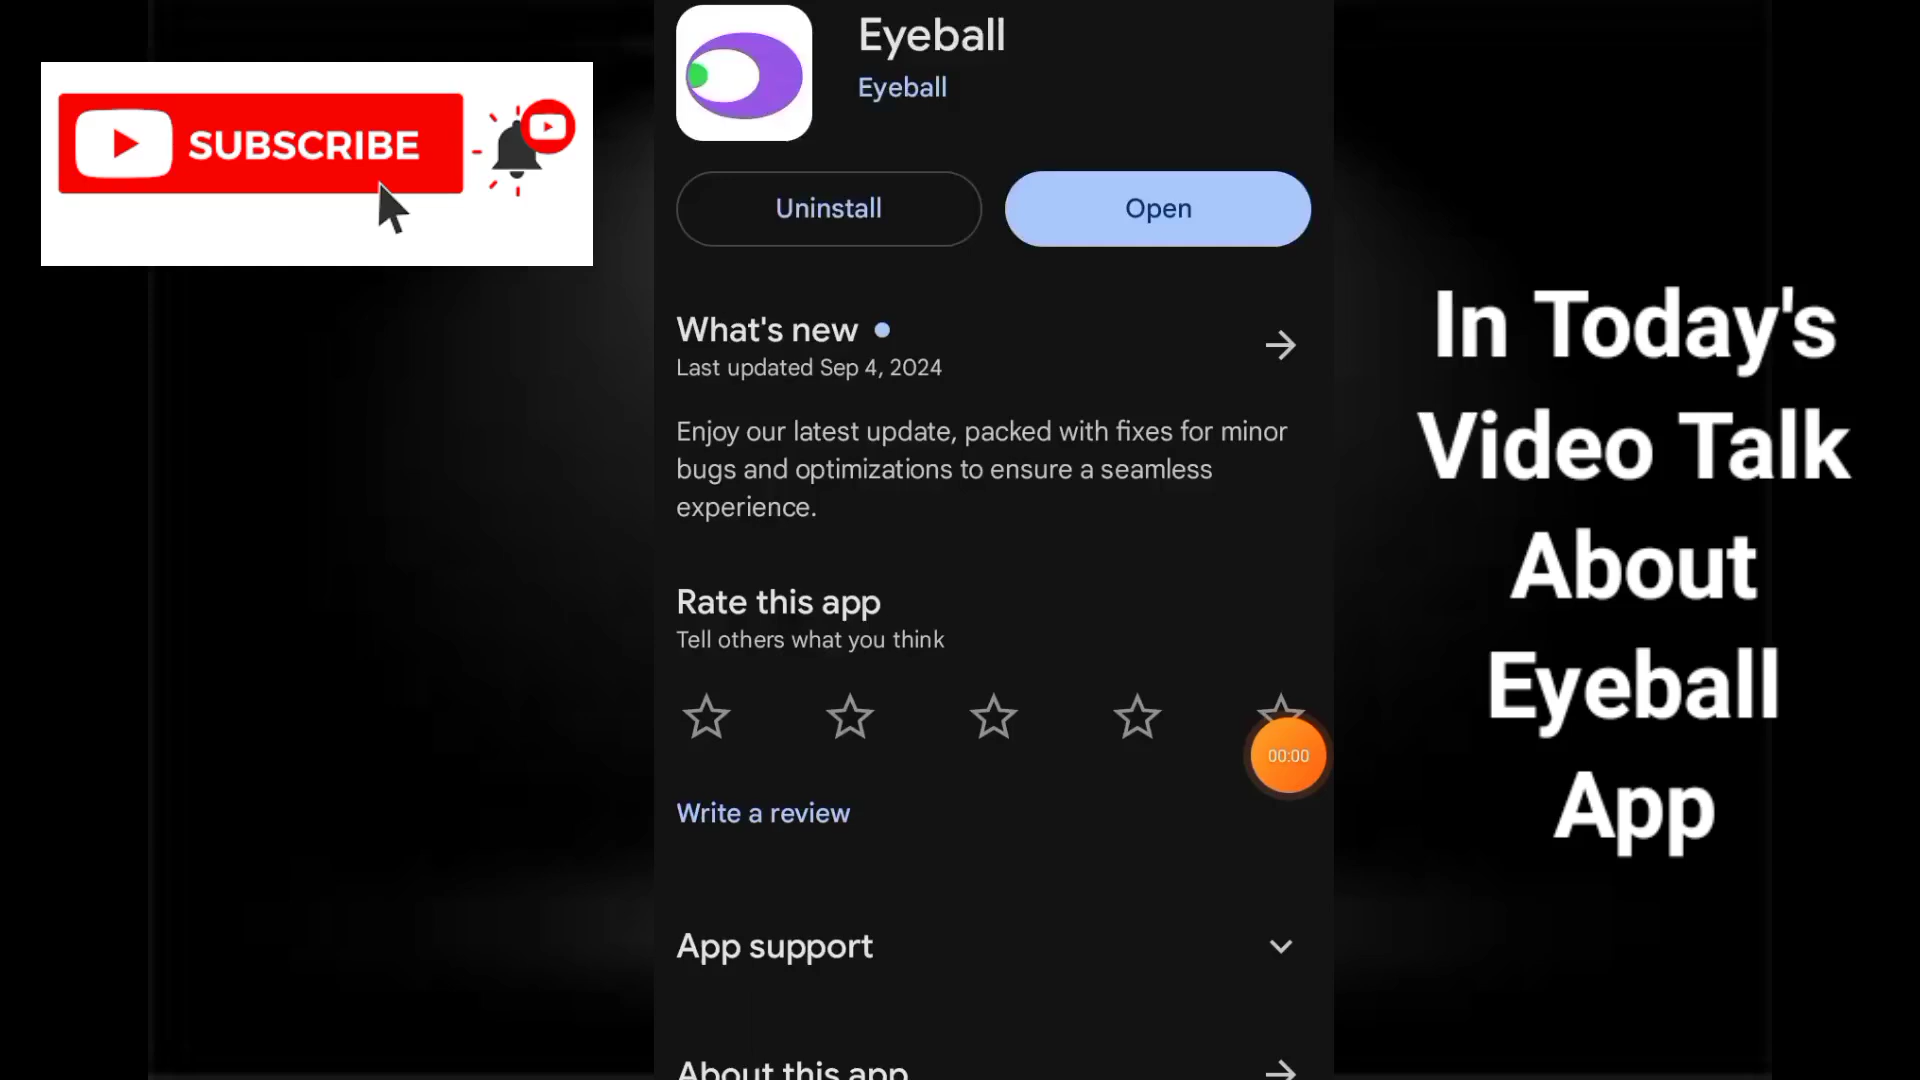 SUBSCRIBE
Eyeball
Eyeball
Uninstall
Open
What's new
Last updated Sep 4, 2024
Enjoy our latest update, packed with fixes for minor
bugs and optimizations to ensure a seamless
experience.
Rate this app
Tell others what you think
00:00
Write a review
App support
About this app
In Today's
Video Talk
About
Eyeball
App